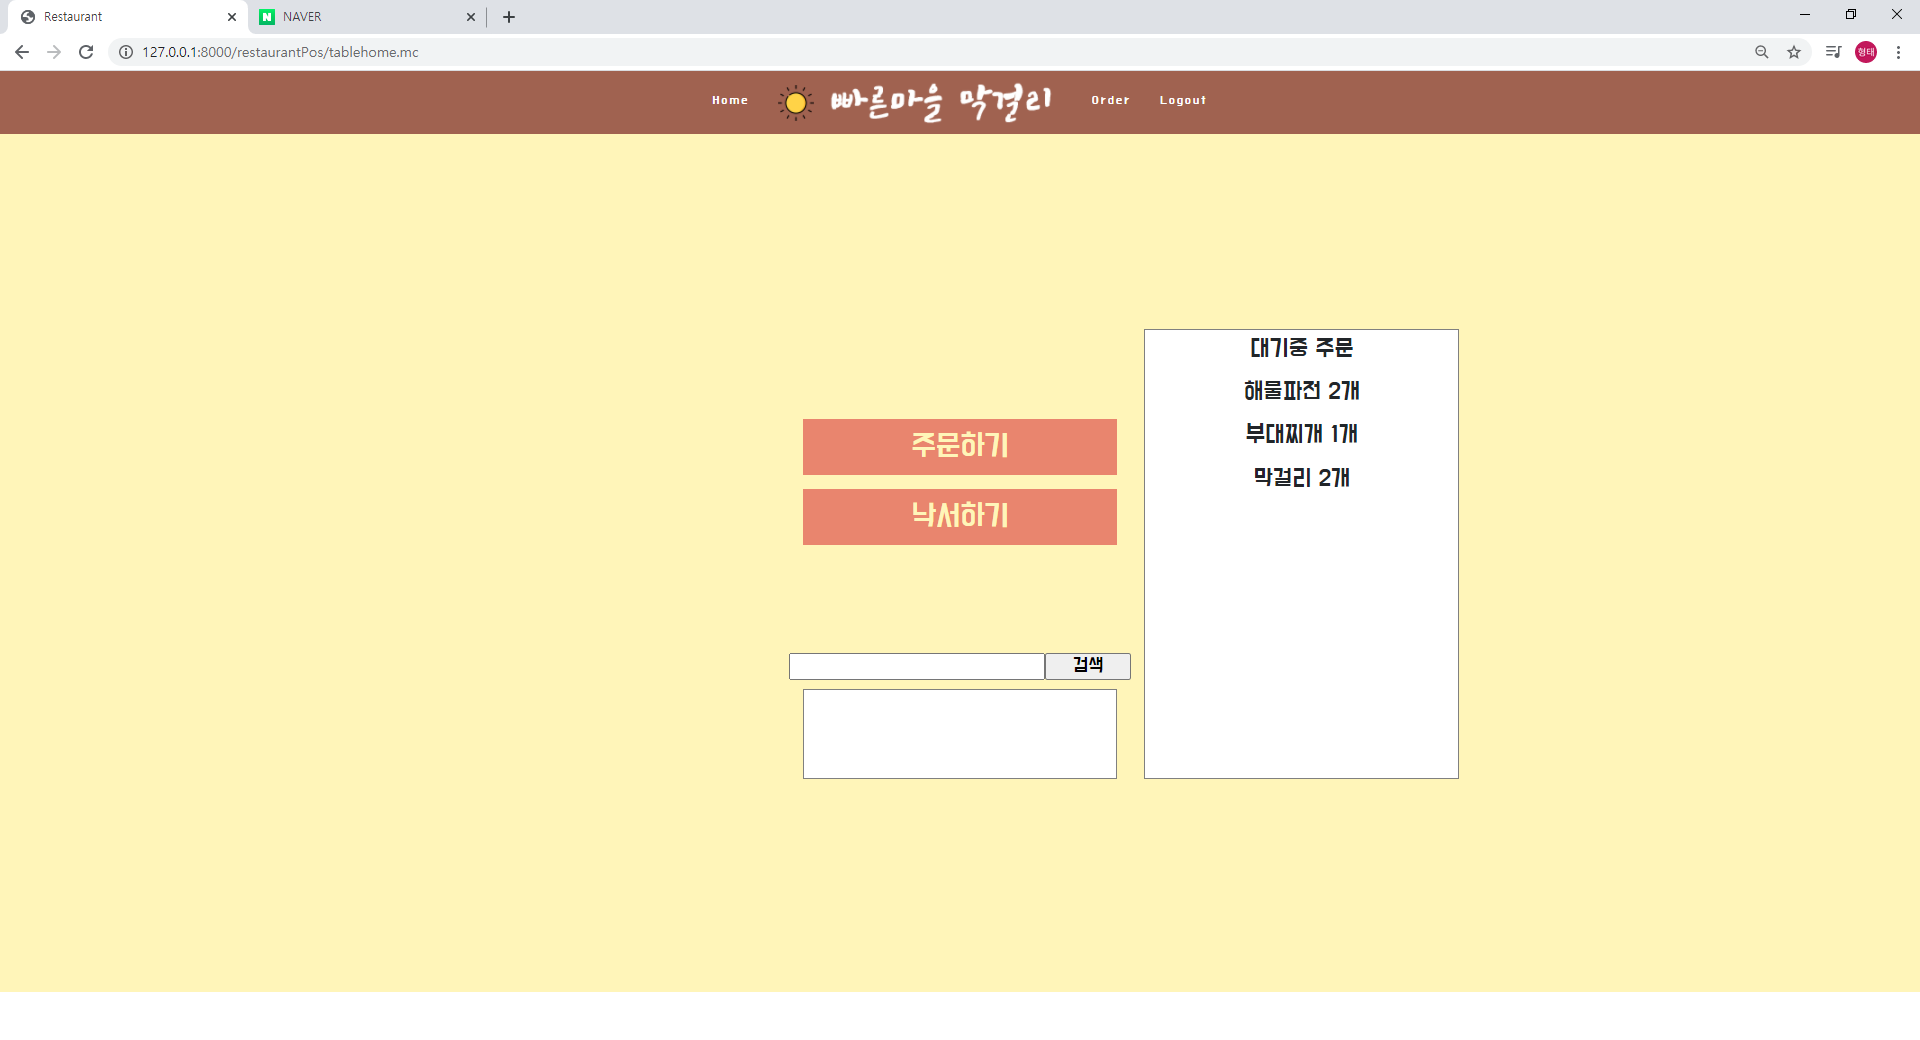 Restaurant
NAVER
127.0.0.1:8000/restaurantPos/tablehome.mc
형태
Home
빠른마을 막걸리
Order
Logout
대기중 주문
해물파전 2개
부대찌개 1개
막걸리 2개
주문하기
낙서하기
검색